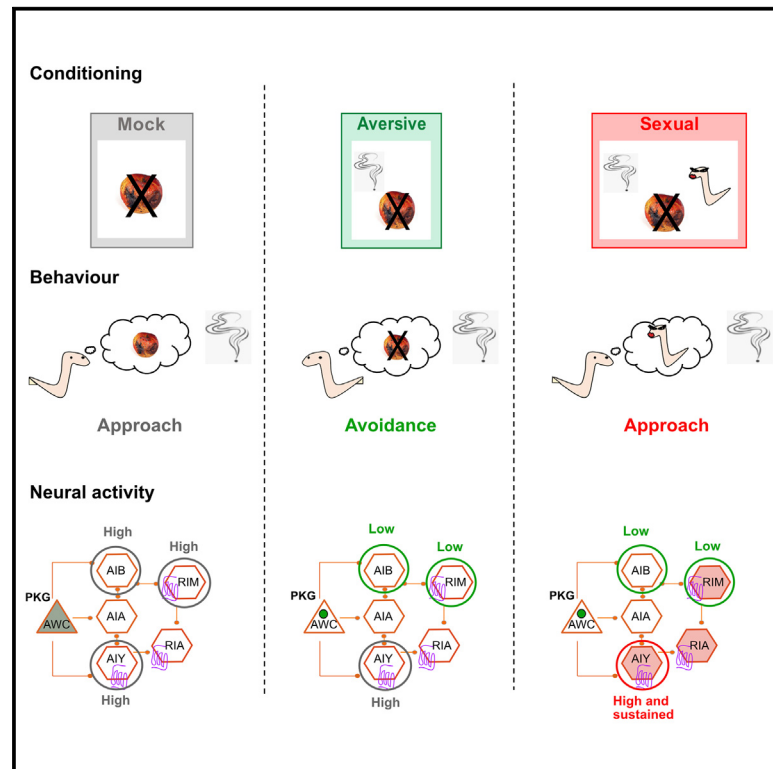 Conditioning
Mock
Aversive
Sexual
Behaviour
Approach
Avoidance
Approach
Neural activity
High
High
PKG
AWC
AIB
RIM
AIA
RIA
AIY
High
Low
Low
PKG
AWC
AIB
RIM
AIA
RIA
AIY
High
Low
Low
PKG
AWC
AIB
RIM
AIA
RIA
AIY
High and
sustained